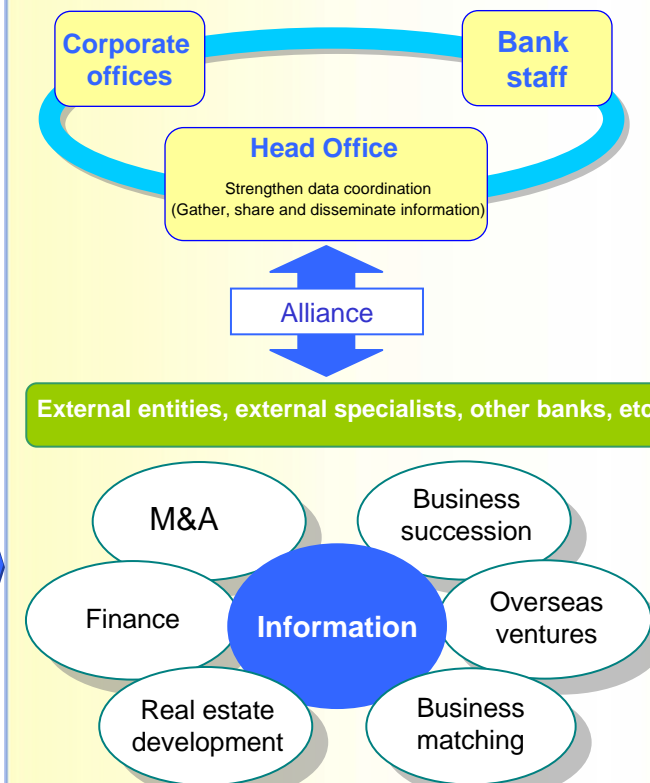 Corporate
offices
Bank
staff
Head Office
Strengthen data coordination
(Gather, share and disseminate information)
Alliance
External entities, external specialists, other banks, etc
M&A
Business
succession
Finance
Information
Overseas
ventures
Real estate
development
Business
matching